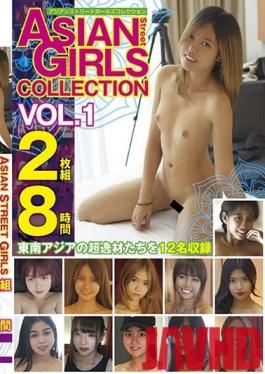 アジアンストリートガールズコレクション
ASIAN Street
GIRLS
COLLECTION
VOL.1
2枚組
8時間
東南アジアの超逸材たちを12名収録
ASIAN STREET GIRLS
組
間
JAVHD